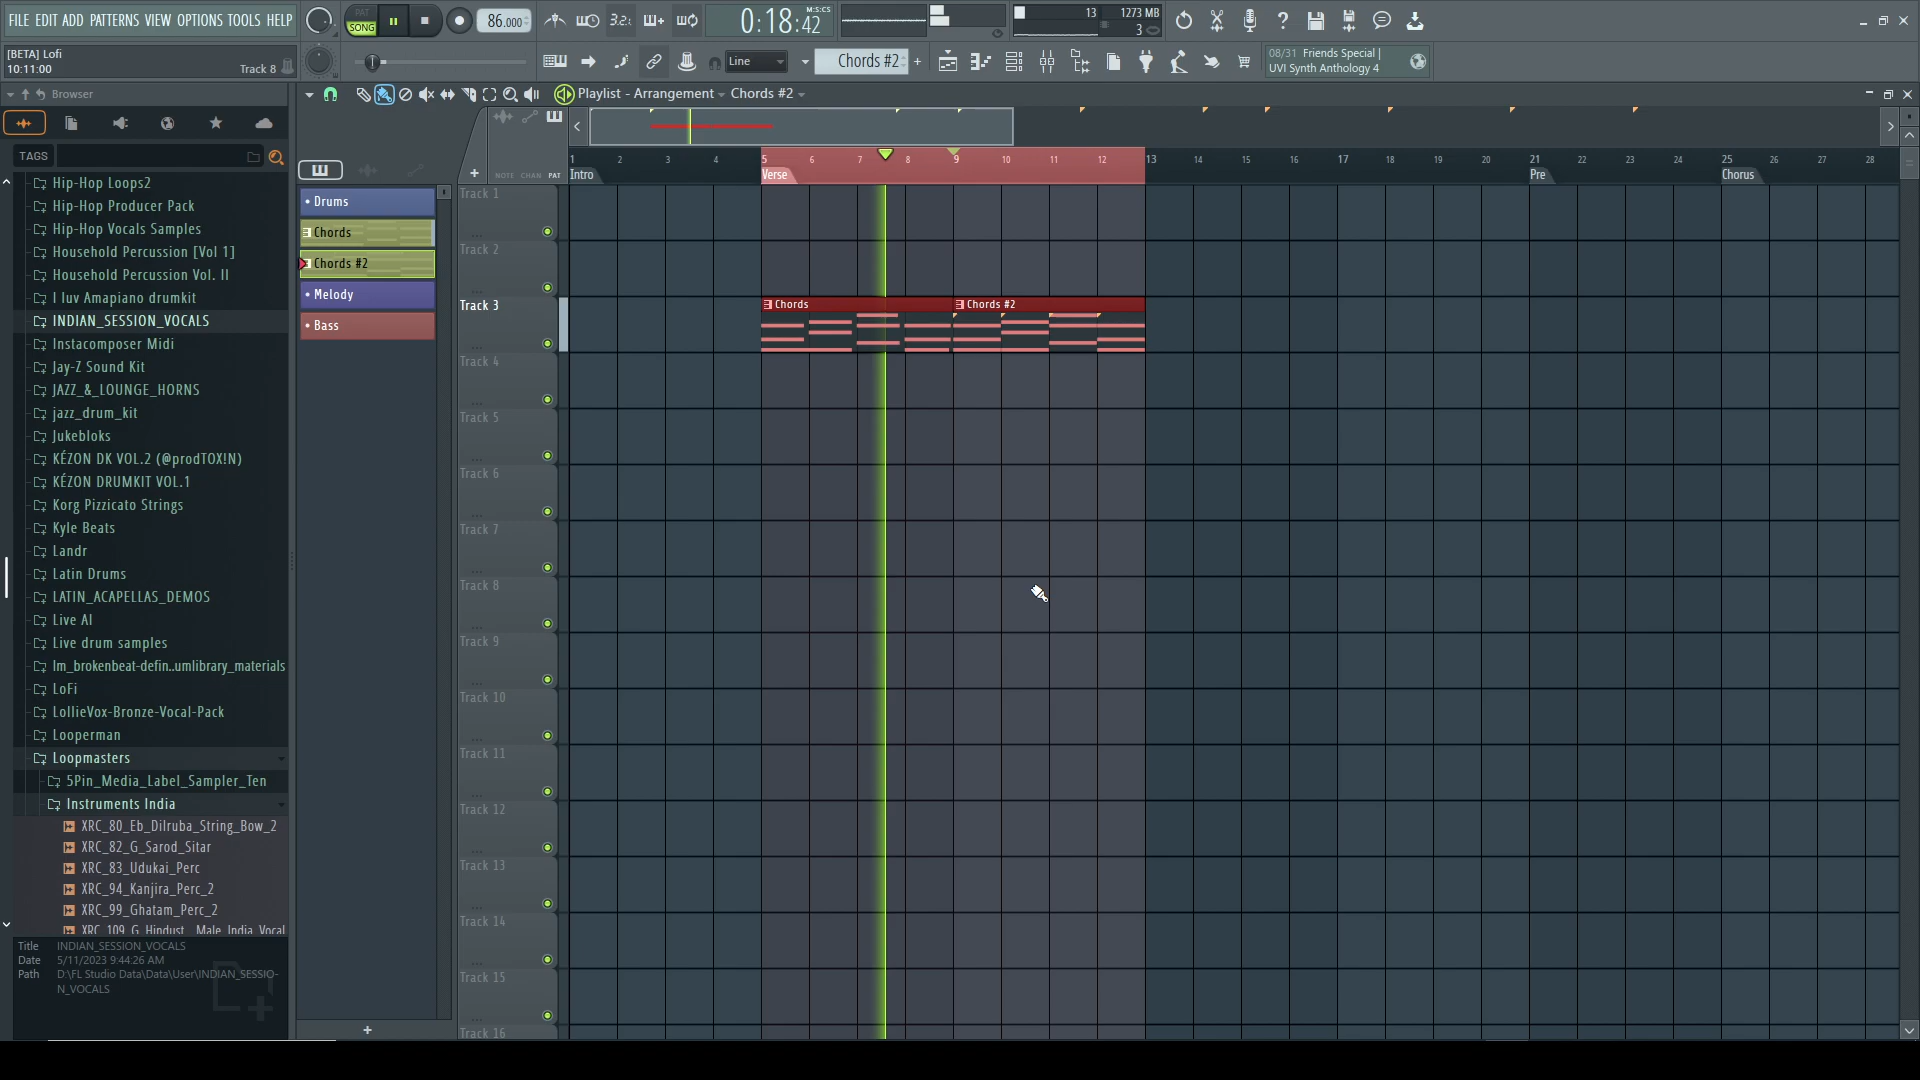 FILE EDIT ADD PATTERNS VIEW OPTIONS TOOLS HELP
PAT
SONG
86.000
3.2.
0:18:42
M:S:CS
13
1273 MB
3
[BETA] Lofi
10:11:00
Track 8
Line
Chords #2
+
08/31 Friends Special |
UVI Synth Anthology 4
Browser
Playlist - Arrangement
Chords #2
TAGS
NOTE CHAN PAT
1 2 3 4 5 6 7 8 9 10 11 12 13 14 15 16 17 18 19 20 21 22 23 24 25 26 27 28
Intro
Verse
Pre
Chorus
Hip-Hop Loops2
Hip-Hop Producer Pack
Hip-Hop Vocals Samples
Household Percussion [Vol 1]
Household Percussion Vol. II
I luv Amapiano drumkit
INDIAN_SESSION_VOCALS
Instacomposer Midi
Jay-Z Sound Kit
JAZZ_&_LOUNGE_HORNS
jazz_drum_kit
Jukebloks
KÉZON DK VOL.2 (@prodTOX!N)
KÉZON DRUMKIT VOL.1
Korg Pizzicato Strings
Kyle Beats
Landr
Latin Drums
LATIN_ACAPELLAS_DEMOS
Live AI
Live drum samples
lm_brokenbeat-defin..umlibrary_materials
LoFi
LollieVox-Bronze-Vocal-Pack
Looperman
Loopmasters
5Pin_Media_Label_Sampler_Ten
Instruments India
XRC_80_Eb_Dilruba_String_Bow_2
XRC_82_G_Sarod_Sitar
XRC_83_Udukai_Perc
XRC_94_Kanjira_Perc_2
XRC_99_Ghatam_Perc_2
XRC_109_G_Hindust__Male_India_Vocal
Title INDIAN_SESSION_VOCALS
Date 5/11/2023 9:44:26 AM
Path D:\FL Studio Data\Data\User\INDIAN_SESSIO-
N_VOCALS
Drums
Chords
Chords #2
Melody
Bass
+
Track 1
Track 2
Track 3
Chords
Chords #2
Track 4
Track 5
Track 6
Track 7
Track 8
Track 9
Track 10
Track 11
Track 12
Track 13
Track 14
Track 15
Track 16